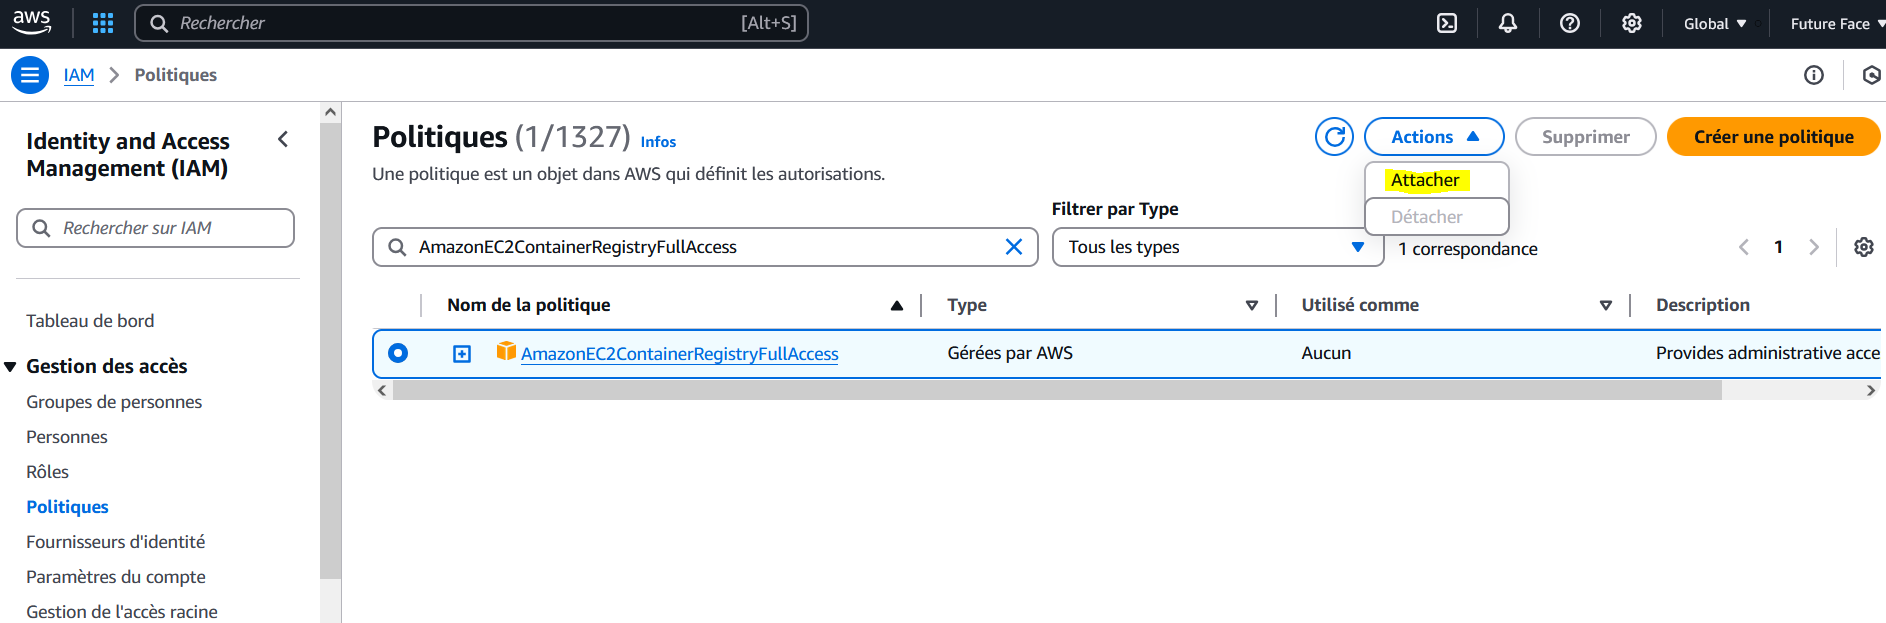 aws
Rechercher [Alt+S] Global Future Face
IAM > Politiques
Identity and Access
Management (IAM)
Rechercher sur IAM
Tableau de bord
Gestion des accès
Groupes de personnes
Personnes
Rôles
Politiques
Fournisseurs d'identité
Paramètres du compte
Gestion de l'accès racine
Politiques (1/1327) Infos
Une politique est un objet dans AWS qui définit les autorisations.
Actions Supprimer Créer une politique
Attacher
Détacher
Filtrer par Type
AmazonEC2ContainerRegistryFullAccess Tous les types 1 correspondance 1
Nom de la politique Type Utilisé comme Description
AmazonEC2ContainerRegistryFullAccess Gérées par AWS Aucun Provides administrative acce